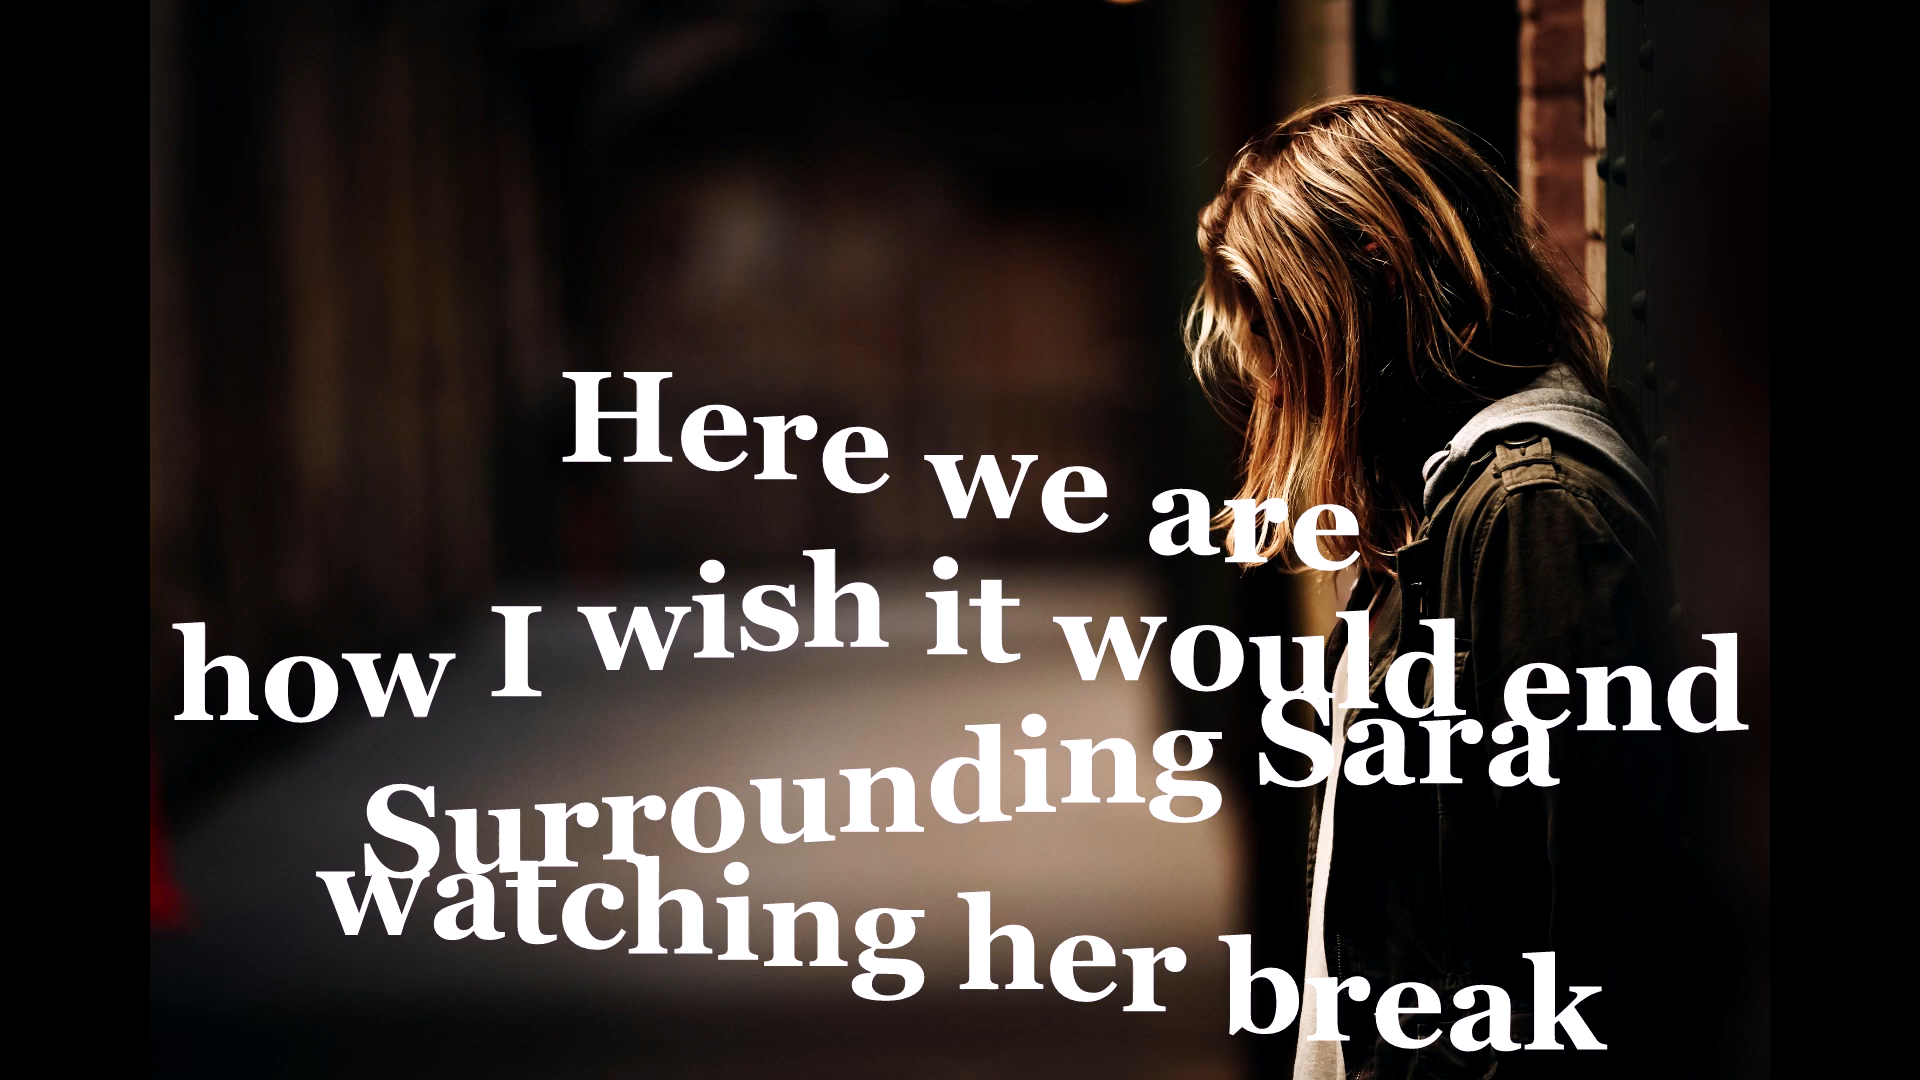 Here we are
how I wish it would end
Surrounding Sara
watching her break